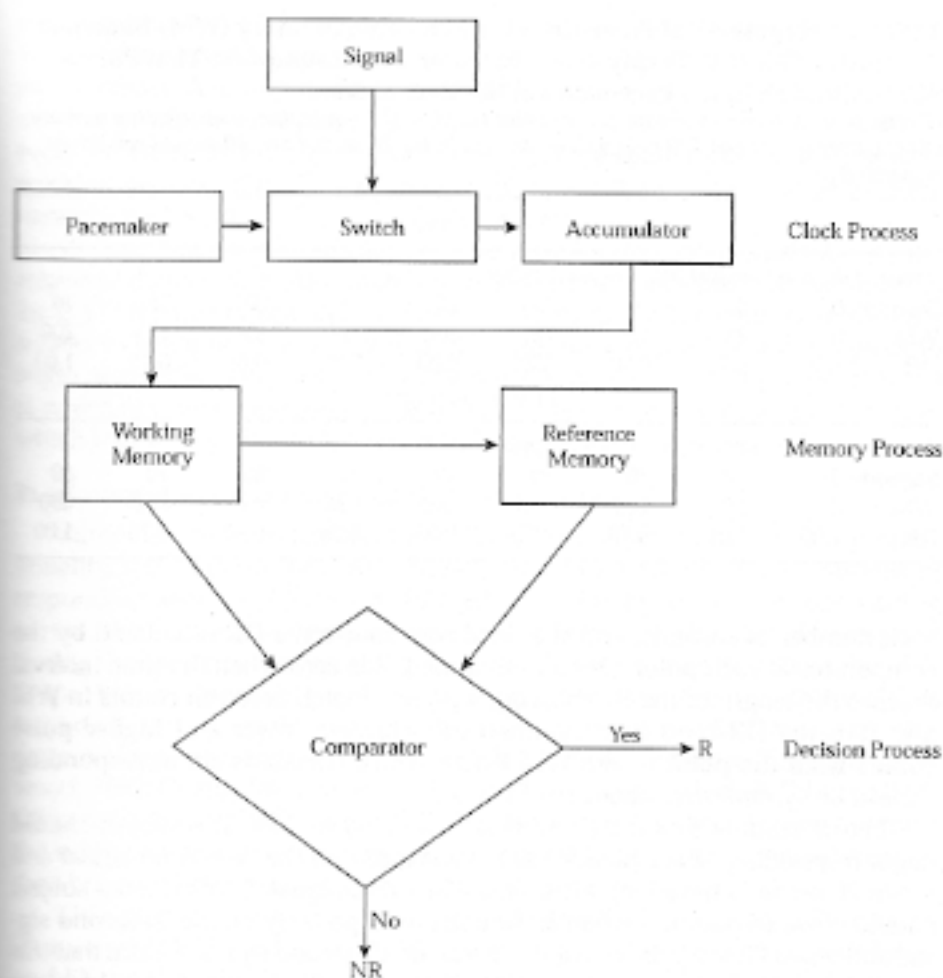 Signal
Pacemaker
Switch
Accumulator
Clock Process
Working
Memory
Reference
Memory
Memory Process
Comparator
Yes
R
Decision Process
No
NR